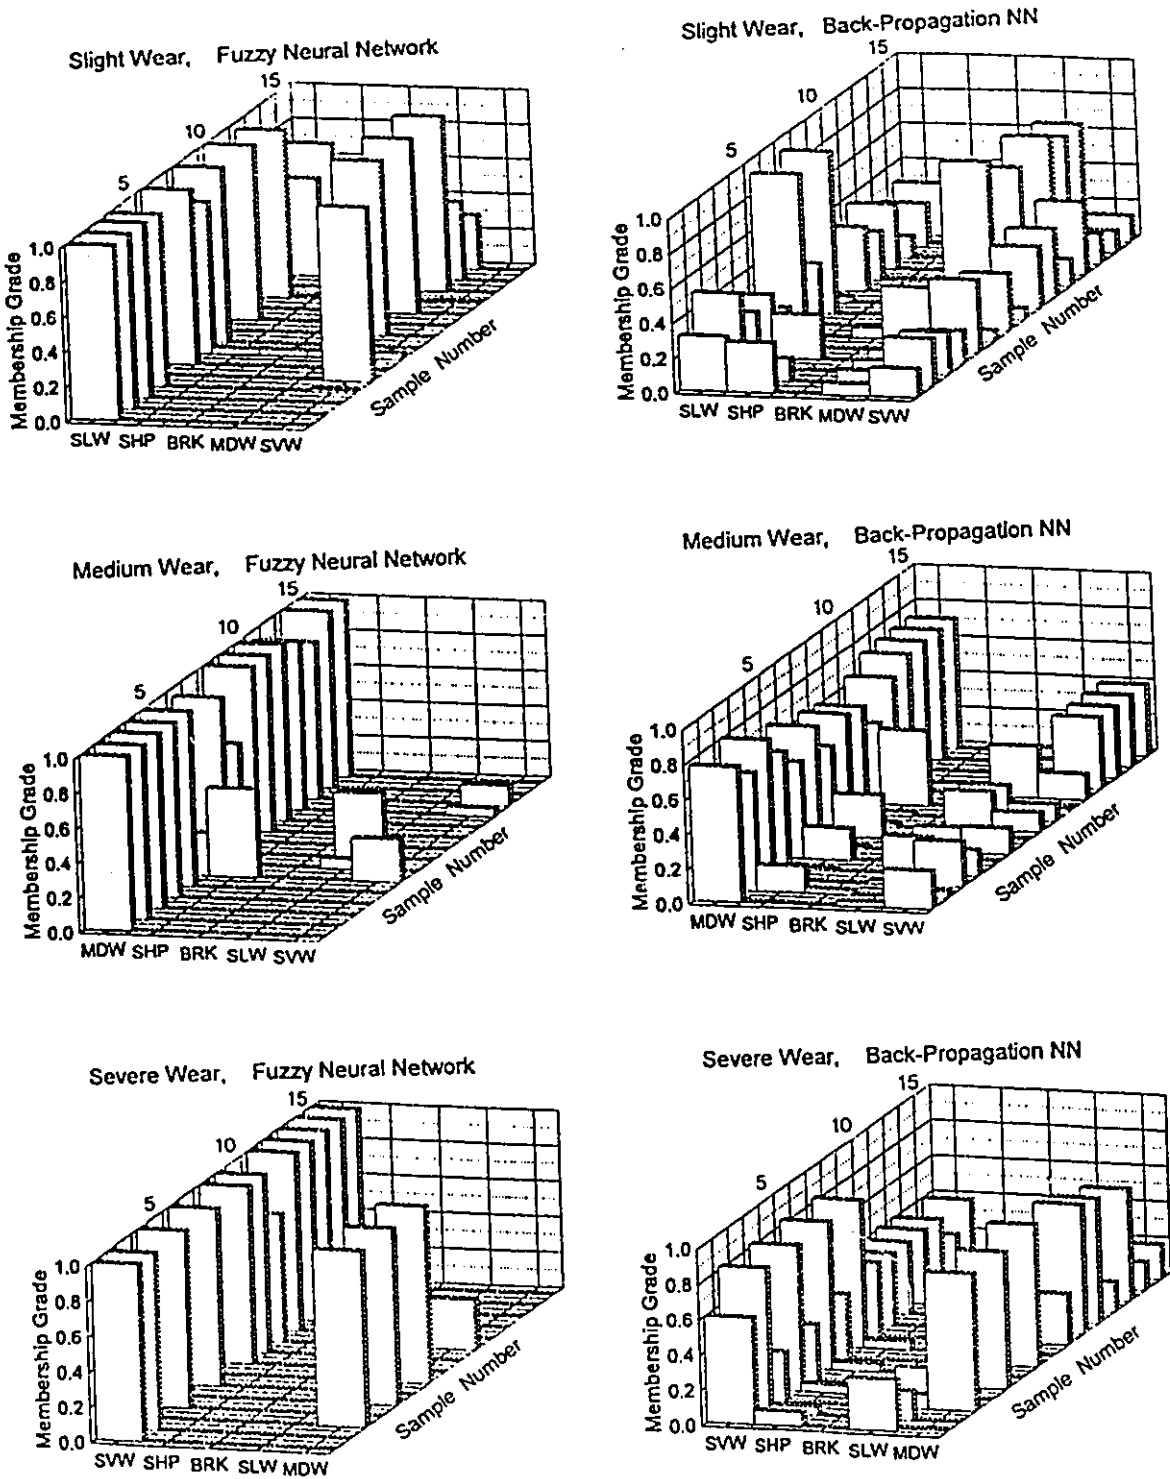 Slight Wear, Fuzzy Neural Network
15
10
5
1.0
0.8
0.6
0.4
0.2
0.0
Membership Grade
SLW SHP BRK MDW SVW
Sample Number
Slight Wear, Back-Propagation NN
15
10
5
1.0
0.8
0.6
0.4
0.2
0.0
Membership Grade
SLW SHP BRK MDW SVW
Sample Number
Medium Wear, Fuzzy Neural Network
15
10
5
1.0
0.8
0.6
0.4
0.2
0.0
Membership Grade
MDW SHP BRK SLW SVW
Sample Number
Medium Wear, Back-Propagation NN
15
10
5
1.0
0.8
0.6
0.4
0.2
0.0
Membership Grade
MDW SHP BRK SLW SVW
Sample Number
Severe Wear, Fuzzy Neural Network
15
10
5
1.0
0.8
0.6
0.4
0.2
0.0
Membership Grade
SVW SHP BRK SLW MDW
Sample Number
Severe Wear, Back-Propagation NN
15
10
5
1.0
0.8
0.6
0.4
0.2
0.0
Membership Grade
SVW SHP BRK SLW MDW
Sample Number